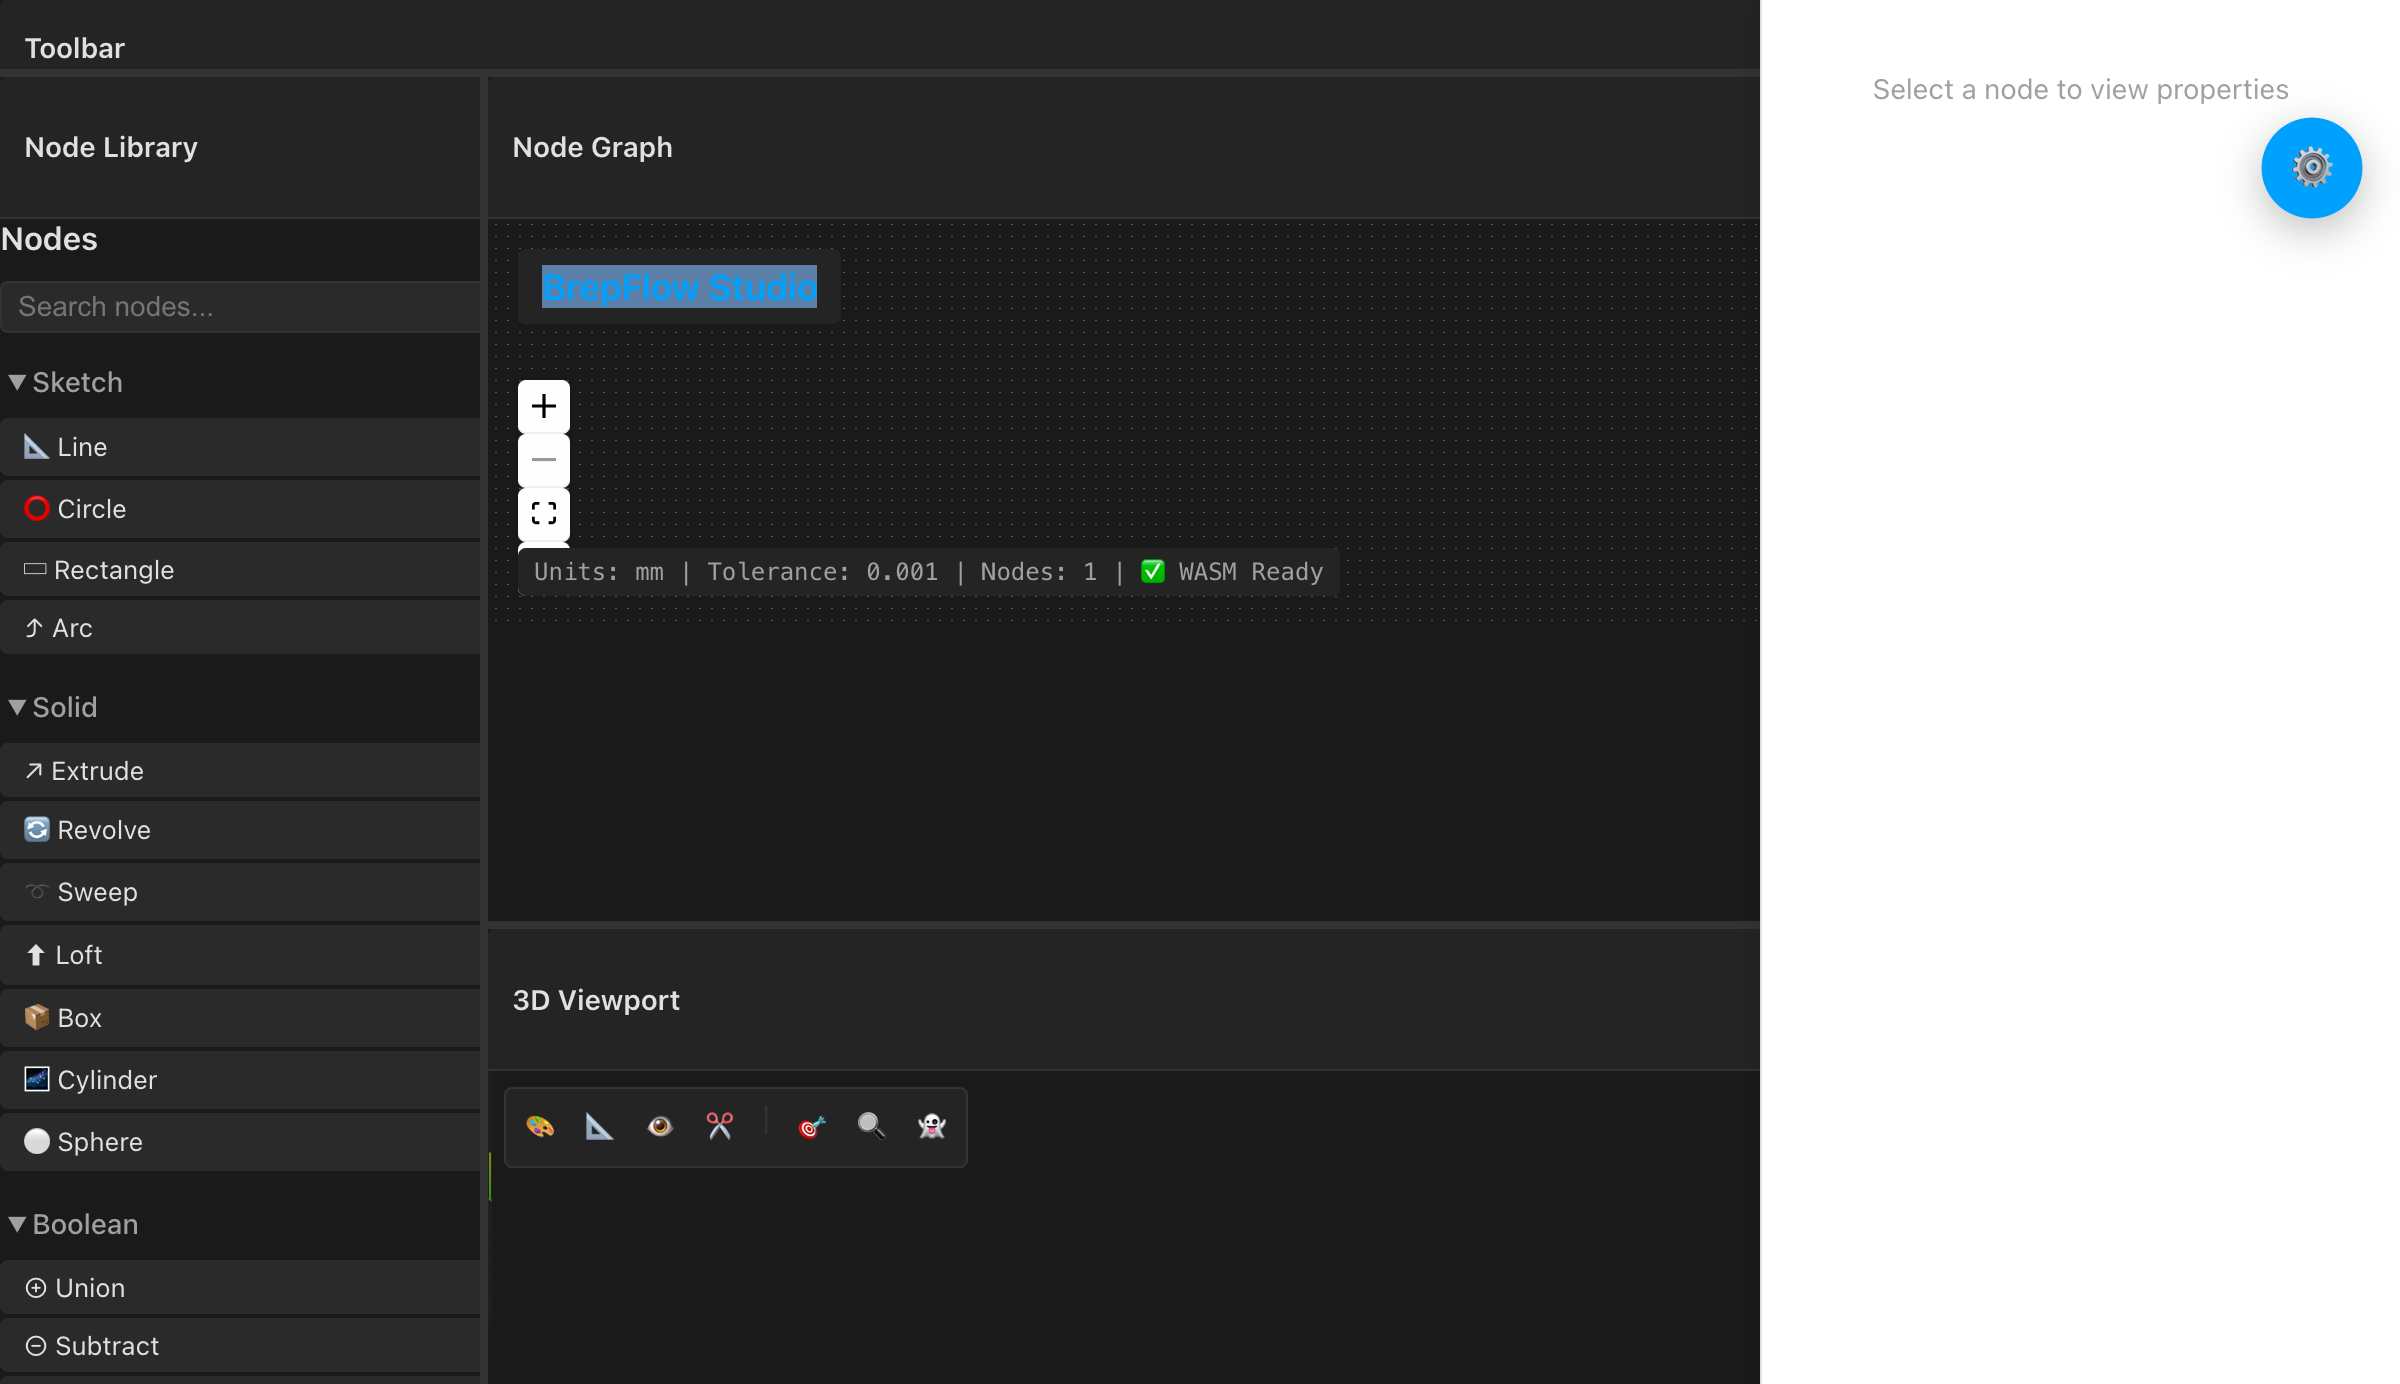 Toolbar
Node Library
Nodes
Search nodes...
Sketch
Line
Circle
Rectangle
Arc
Solid
Extrude
Revolve
Sweep
Loft
Box
Cylinder
Sphere
Boolean
Union
Subtract
Node Graph
BrepFlow Studio
Units: mm | Tolerance: 0.001 | Nodes: 1 | ✅ WASM Ready
3D Viewport
Select a node to view properties